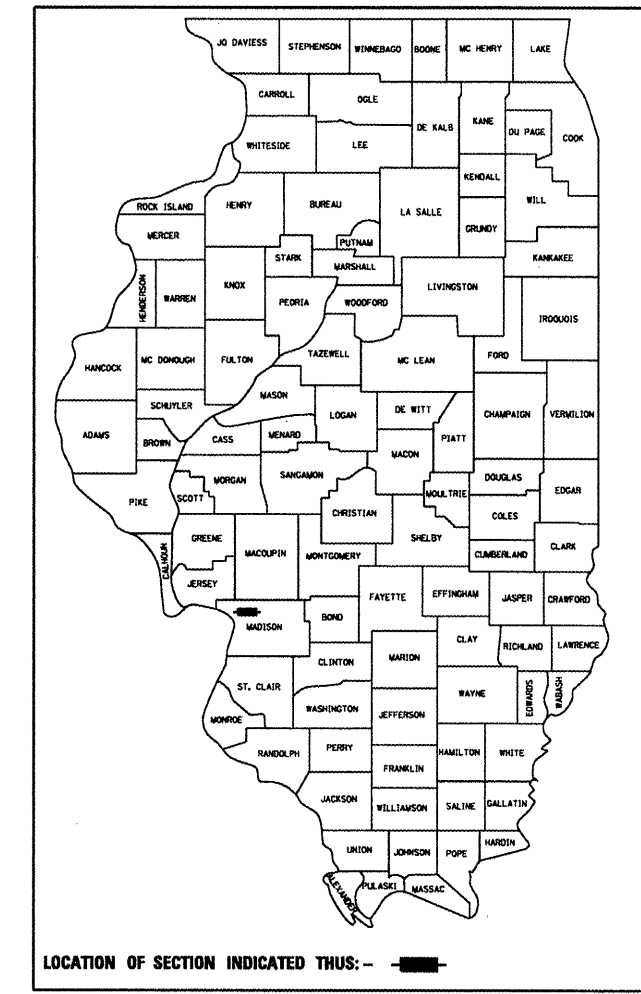 JO DAVIESS
STEPHENSON
WINNEBAGO
BOONE
MC HENRY
LAKE
CARROLL
OGLE
DE KALB
KANE
DU PAGE
COOK
WHITESIDE
LEE
KENDALL
WILL
ROCK ISLAND
HENRY
BUREAU
LA SALLE
GRUNDY
MERCER
PUTNAM
STARK
MARSHALL
KANKAKEE
HENDERSON
WARREN
KNOX
PEORIA
WOODFORD
LIVINGSTON
IROQUOIS
HANCOCK
MC DONOUGH
FULTON
TAZEWELL
MC LEAN
FORD
SCHUYLER
MASON
LOGAN
DE WITT
CHAMPAIGN
VERMILION
ADAMS
BROWN
CASS
MENARD
MACON
PIATT
PIKE
SCOTT
MORGAN
SANGAMON
CHRISTIAN
MOULTRIE
DOUGLAS
EDGAR
COLES
CALHOUN
GREENE
MACOUPIN
MONTGOMERY
SHELBY
CUMBERLAND
CLARK
JERSEY
FAYETTE
EFFINGHAM
JASPER
CRAWFORD
MADISON
BOND
CLAY
RICHLAND
LAWRENCE
CLINTON
MARION
ST. CLAIR
WAYNE
EDWARDS
WABASH
MONROE
WASHINGTON
JEFFERSON
RANDOLPH
PERRY
HAMILTON
WHITE
FRANKLIN
JACKSON
WILLIAMSON
SALINE
GALLATIN
UNION
JOHNSON
POPE
HARDIN
ALEXANDER
PULASKI
MASSAC
LOCATION OF SECTION INDICATED THUS:-